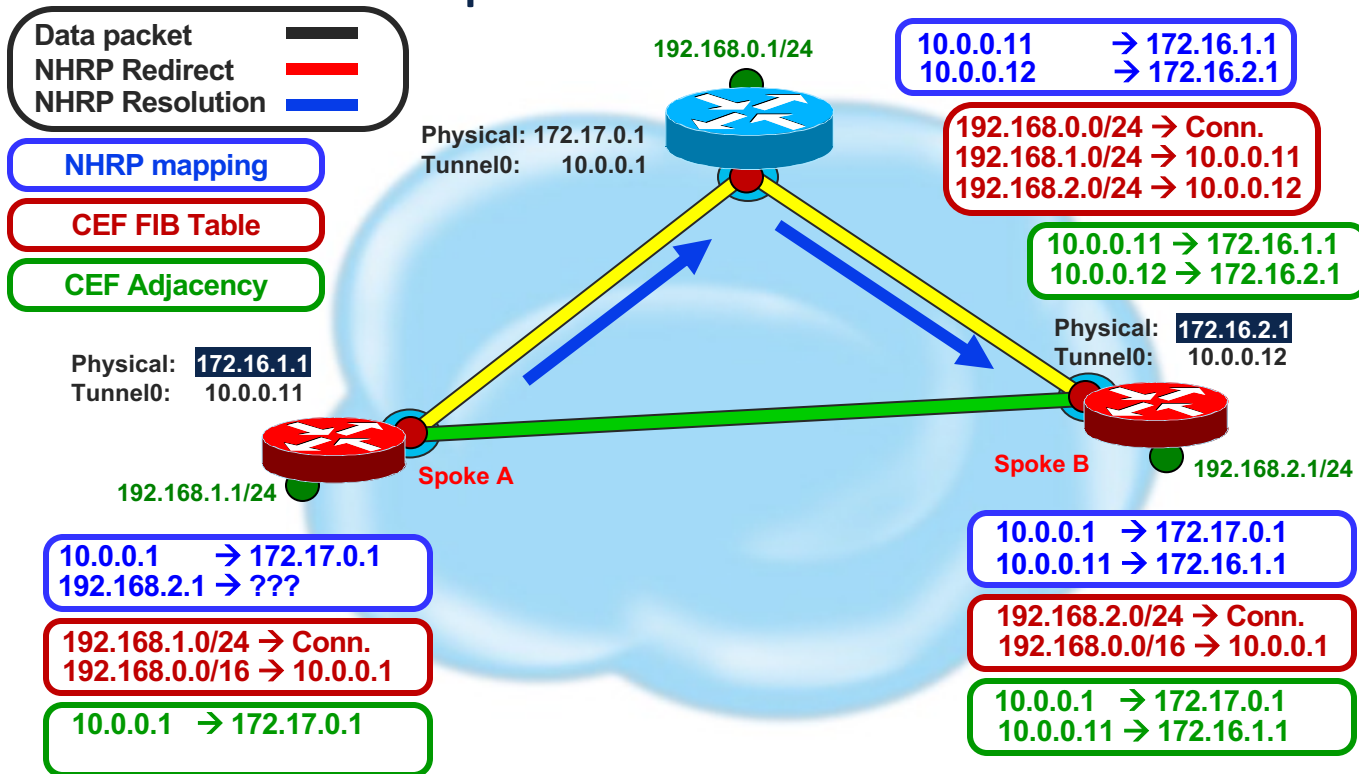 Data packet
NHRP Redirect
NHRP Resolution
NHRP mapping
CEF FIB Table
CEF Adjacency
192.168.0.1/24
Physical: 172.17.0.1
Tunnel0: 10.0.0.1
10.0.0.11 → 172.16.1.1
10.0.0.12 → 172.16.2.1
192.168.0.0/24 → Conn.
192.168.1.0/24 → 10.0.0.11
192.168.2.0/24 → 10.0.0.12
10.0.0.11 → 172.16.1.1
10.0.0.12 → 172.16.2.1
Physical: 172.16.1.1
Tunnel0: 10.0.0.11
Physical: 172.16.2.1
Tunnel0: 10.0.0.12
Spoke A
192.168.1.1/24
Spoke B
192.168.2.1/24
10.0.0.1 → 172.17.0.1
192.168.2.1 → ???
192.168.1.0/24 → Conn.
192.168.0.0/16 → 10.0.0.1
10.0.0.1 → 172.17.0.1
10.0.0.1 → 172.17.0.1
10.0.0.11 → 172.16.1.1
192.168.2.0/24 → Conn.
192.168.0.0/16 → 10.0.0.1
10.0.0.1 → 172.17.0.1
10.0.0.11 → 172.16.1.1